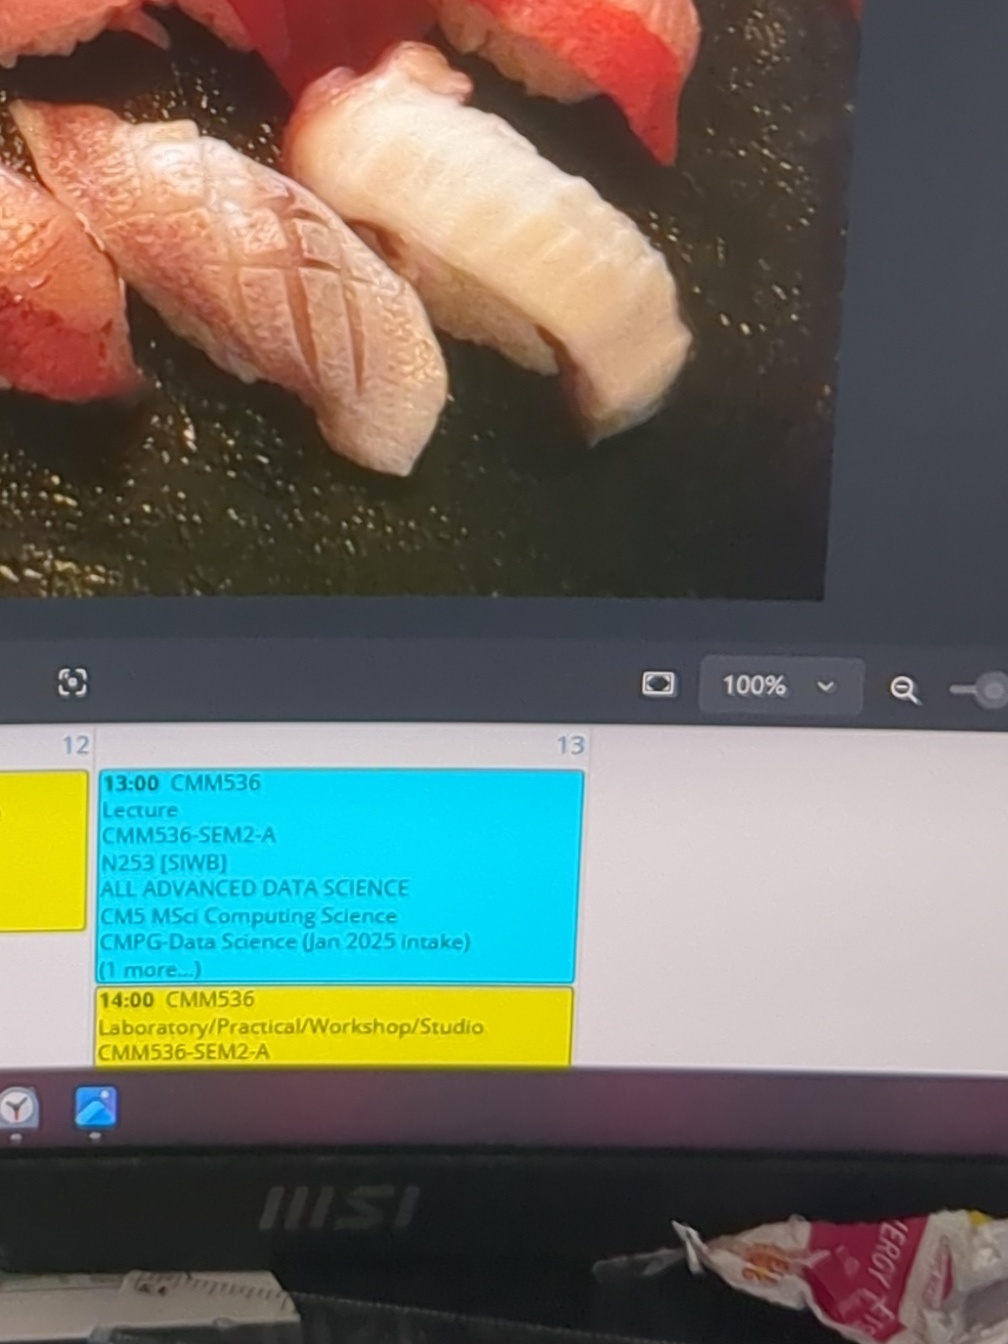 100%
12
13
13:00 CMM536
Lecture
CMM536-SEM2-A
N253 [SIWB]
ALL ADVANCED DATA SCIENCE
CM5 MSci Computing Science
CMPG-Data Science (Jan 2025 intake)
(1 more...)
14:00 CMM536
Laboratory/Practical/Workshop/Studio
CMM536-SEM2-A
msi